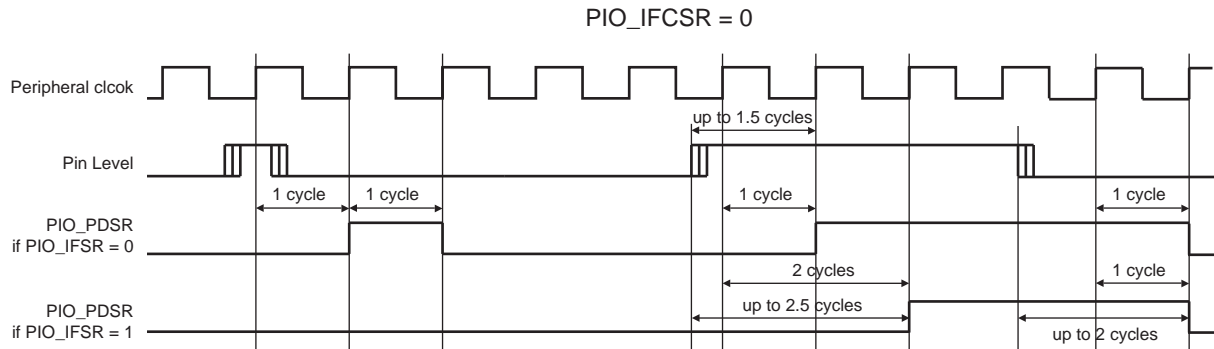 PIO_IFCSR = 0
Peripheral clcok
up to 1.5 cycles
Pin Level
1 cycle
1 cycle
1 cycle
1 cycle
PIO_PDSR
if PIO_IFSR = 0
2 cycles
1 cycle
PIO_PDSR
if PIO_IFSR = 1
up to 2.5 cycles
up to 2 cycles